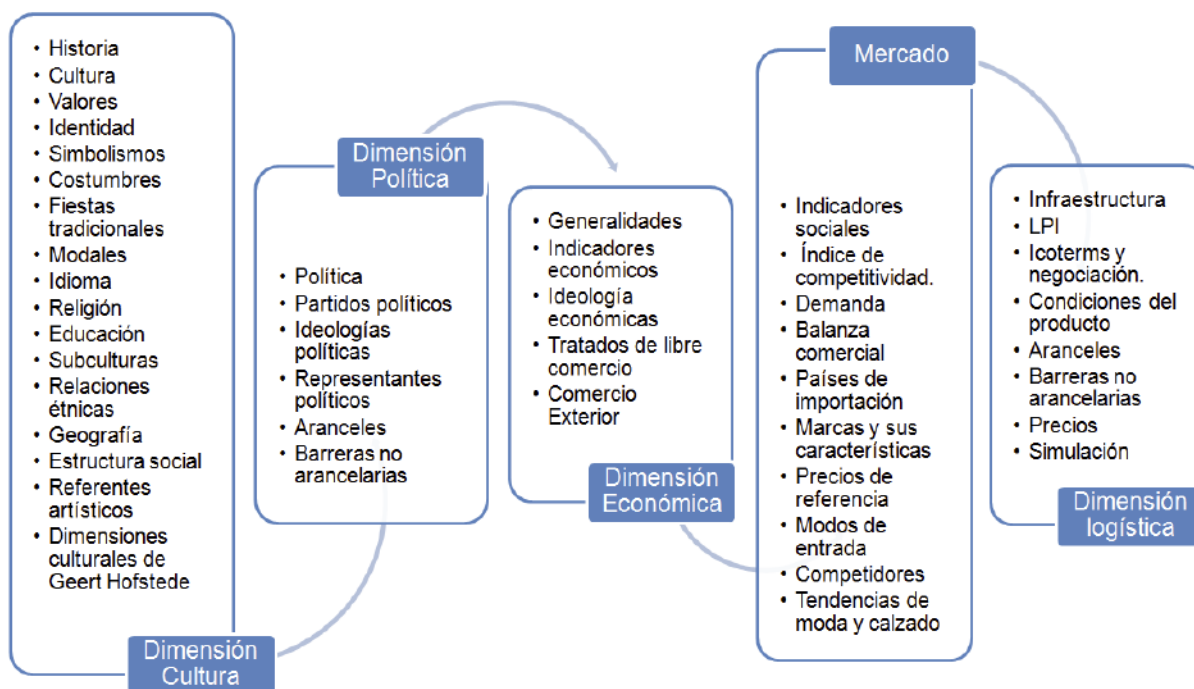 • Historia
• Cultura
• Valores
• Identidad
• Simbolismos
• Costumbres
• Fiestas
tradicionales
• Modales
• Idioma
• Religión
• Educación
• Subculturas
• Relaciones
étnicas
• Geografía
• Estructura social
• Referentes
artísticos
• Dimensiones
culturales de
Geert Hofstede
Dimensión
Cultura
Dimensión
Política
• Política
• Partidos políticos
• Ideologías
políticas
• Representantes
políticos
• Aranceles
• Barreras no
arancelarias
• Generalidades
• Indicadores
económicos
• Ideología
económicas
• Tratados de libre
comercio
• Comercio
Exterior
Dimensión
Económica
Mercado
• Indicadores
sociales
• Índice de
competitividad.
• Demanda
• Balanza
comercial
• Países de
importación
• Marcas y sus
características
• Precios de
referencia
• Modos de
entrada
• Competidores
• Tendencias de
moda y calzado
• Infraestructura
• LPI
• Icoterms y
negociación.
• Condiciones del
producto
• Aranceles
• Barreras no
arancelarias
• Precios
• Simulación
Dimensión
logística